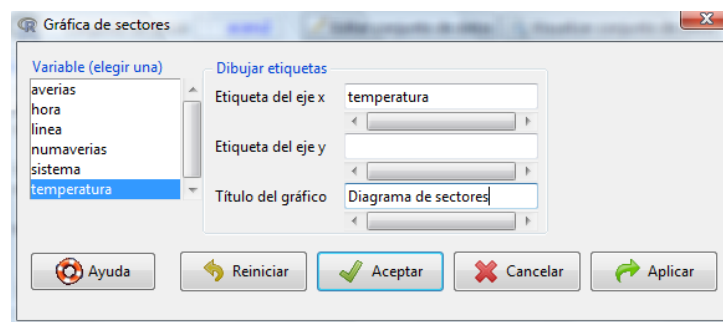 Gráfica de sectores
Variable (elegir una)
averias
hora
linea
numaverias
sistema
temperatura
Dibujar etiquetas
Etiqueta del eje x temperatura
Etiqueta del eje y
Título del gráfico Diagrama de sectores
Ayuda Reiniciar Aceptar Cancelar Aplicar